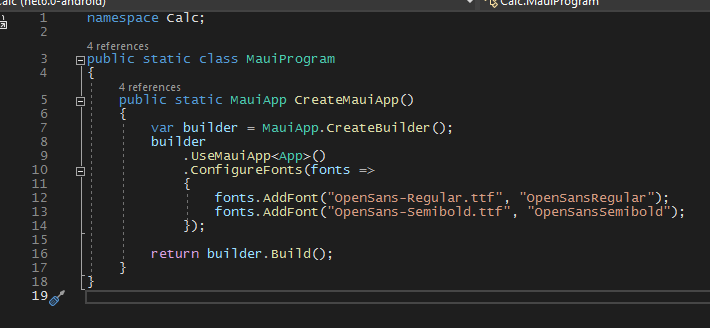 Calc (net6.0-android) Calc.MauiProgram
1 namespace Calc;
2
4 references
3 public static class MauiProgram
4 {
4 references
5 public static MauiApp CreateMauiApp()
6 {
7 var builder = MauiApp.CreateBuilder();
8 builder
9 .UseMauiApp<App>()
10 .ConfigureFonts(fonts =>
11 {
12 fonts.AddFont("OpenSans-Regular.ttf", "OpenSansRegular");
13 fonts.AddFont("OpenSans-Semibold.ttf", "OpenSansSemibold");
14 });
15
16 return builder.Build();
17 }
18 }
19